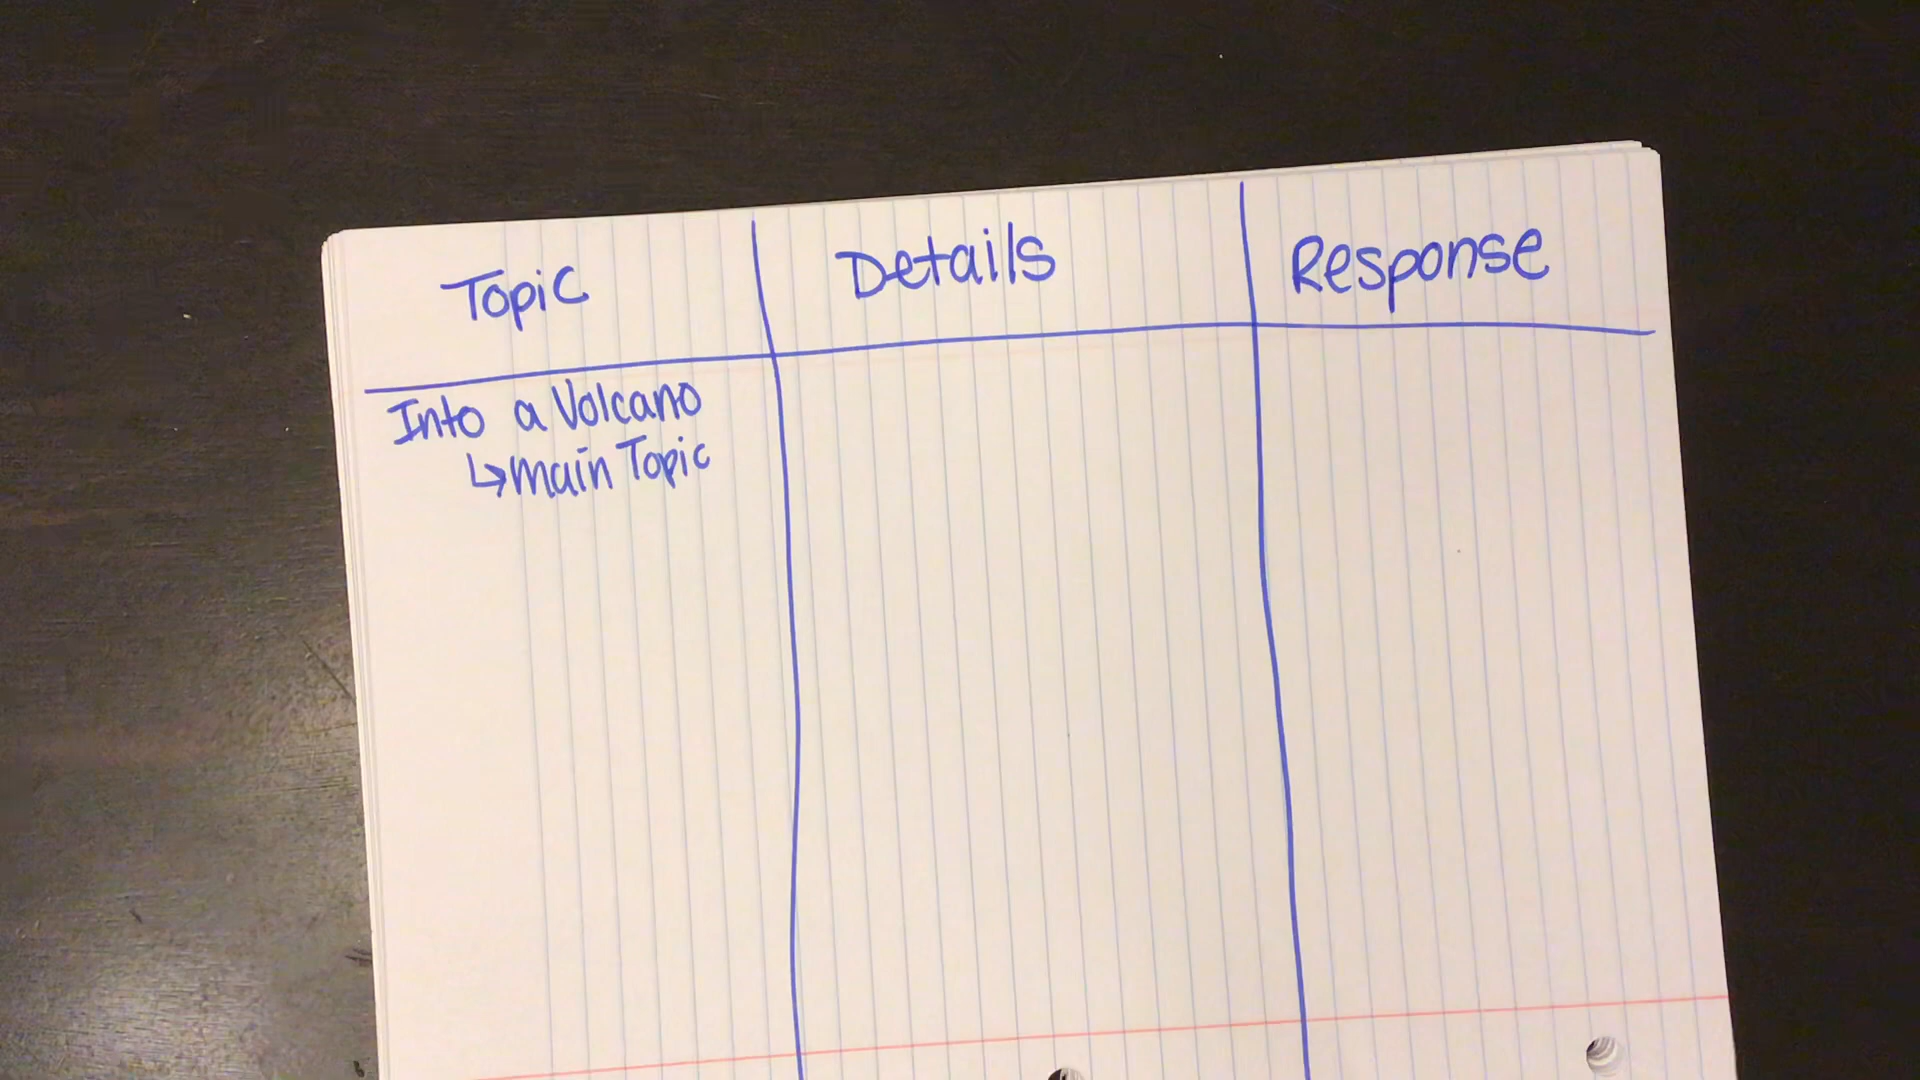 Topic Details Response
Into a Volcano
↳ main Topic